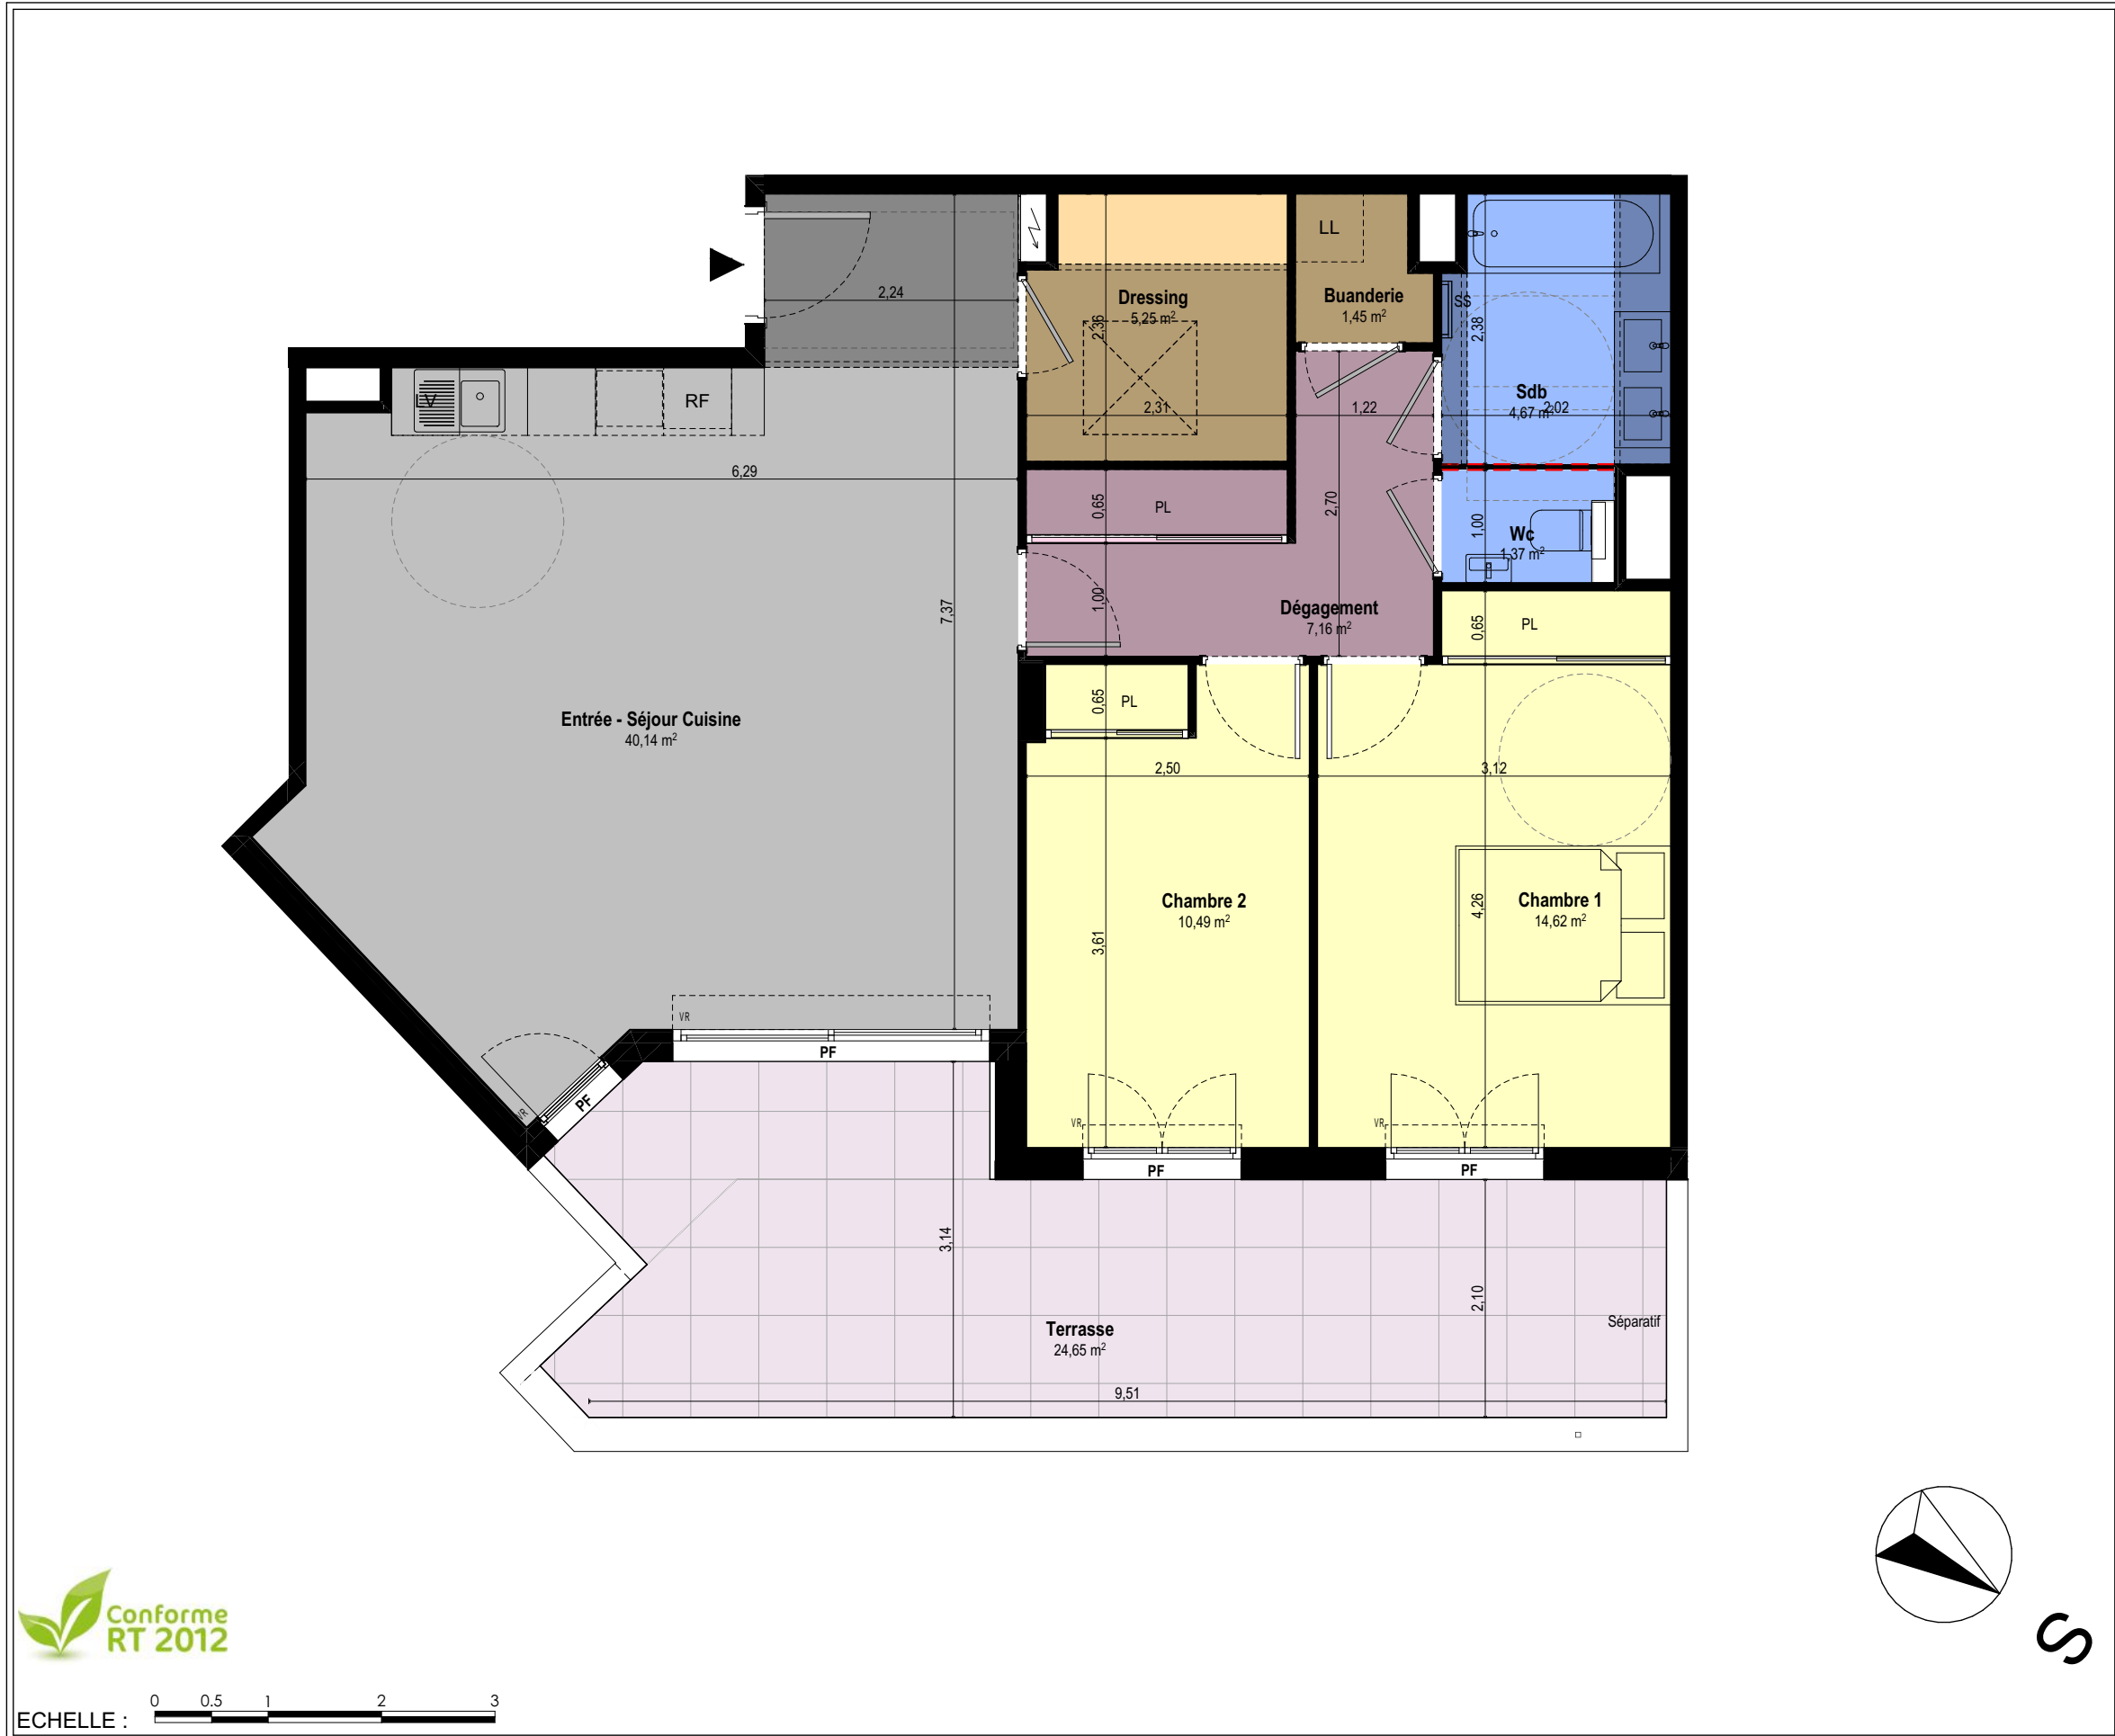 2,24
LL
Dressing
5,25 m²
2,36
Buanderie
1,45 m²
SS
2,38
LV
RF
2,31
1,22
Sdb
4,67 m²
2,02
6,29
0,65
PL
2,70
1,00
Wc
1,37 m²
7,37
1,00
Dégagement
7,16 m²
0,65
PL
0,65
PL
Entrée - Séjour Cuisine
40,14 m²
2,50
3,12
Chambre 2
10,49 m²
Chambre 1
14,62 m²
3,61
4,26
VR
PF
VR
PF
VR
PF
VR
PF
3,14
2,10
Séparatif
Terrasse
24,65 m²
9,51
S
Conforme
RT 2012
0 0.5 1 2 3
ECHELLE :